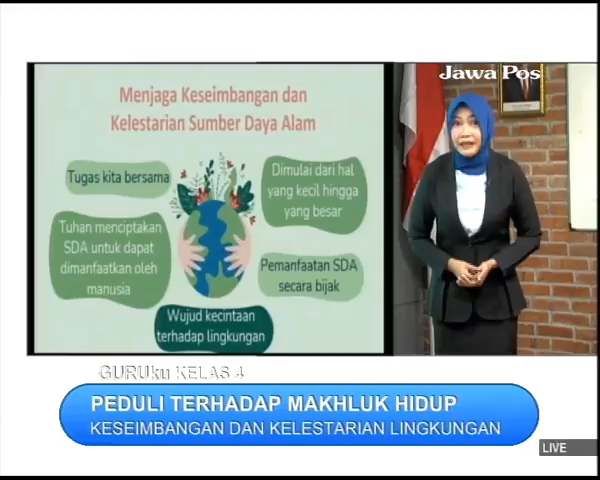 Jawa Pos
Menjaga Keseimbangan dan
Kelestarian Sumber Daya Alam
Tugas kita bersama
Dimulai dari hal
yang kecil hingga
yang besar
Tuhan menciptakan
SDA untuk dapat
dimanfaatkan oleh
manusia
Pemanfaatan SDA
secara bijak
Wujud kecintaan
terhadap lingkungan
GURUku KELAS 4
PEDULI TERHADAP MAKHLUK HIDUP
KESEIMBANGAN DAN KELESTARIAN LINGKUNGAN
LIVE